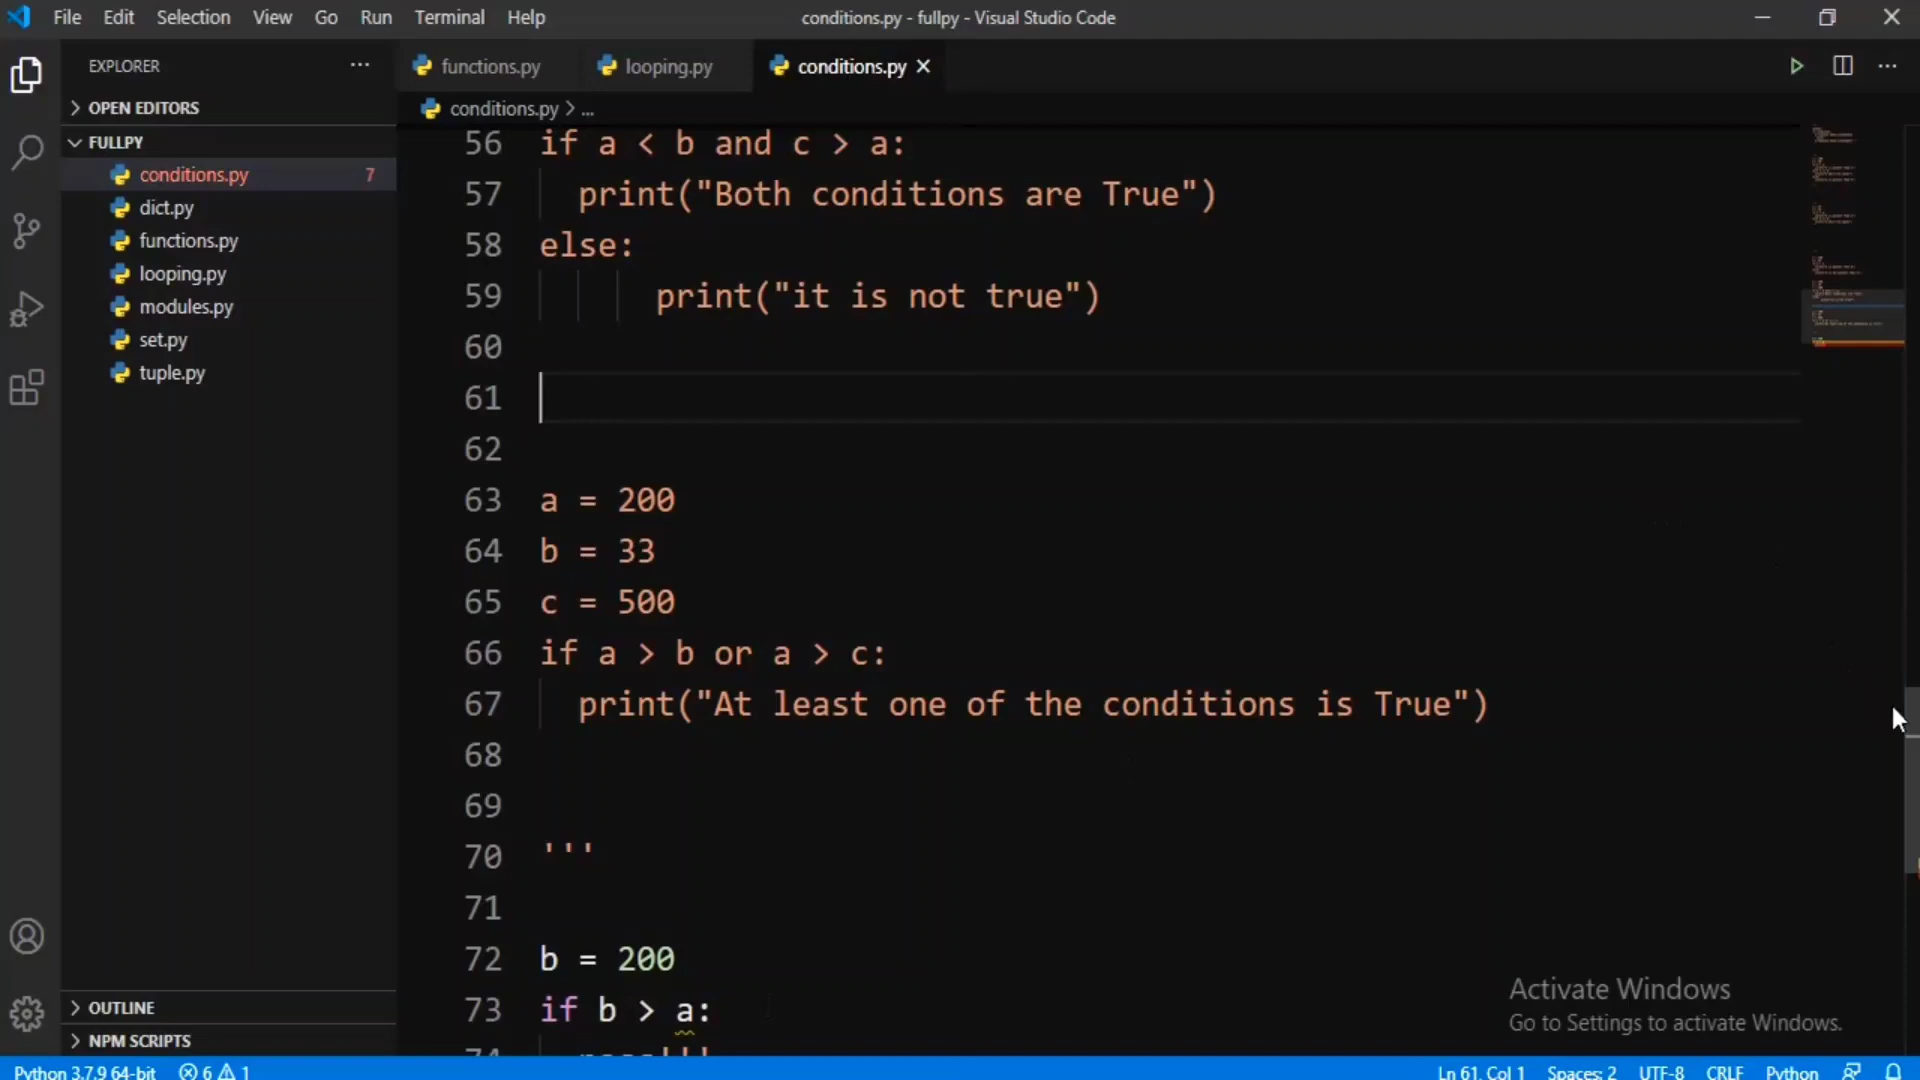 File Edit Selection View Go Run Terminal Help
conditions.py - fullpy - Visual Studio Code
EXPLORER ...
functions.py
looping.py
conditions.py
OPEN EDITORS
conditions.py > ...
FULLPY
conditions.py 7
dict.py
functions.py
looping.py
modules.py
set.py
tuple.py
56 if a < b and c > a:
57 print("Both conditions are True")
58 else:
59 print("it is not true")
60
61
62
63 a = 200
64 b = 33
65 c = 500
66 if a > b or a > c:
67 print("At least one of the conditions is True")
68
69
70 '''
71
72 b = 200
73 if b > a:
OUTLINE
NPM SCRIPTS
Activate Windows
Go to Settings to activate Windows.
Python 3.7.9 64-bit 6 1
Ln 61, Col 1 Spaces: 2 UTF-8 CRLF Python